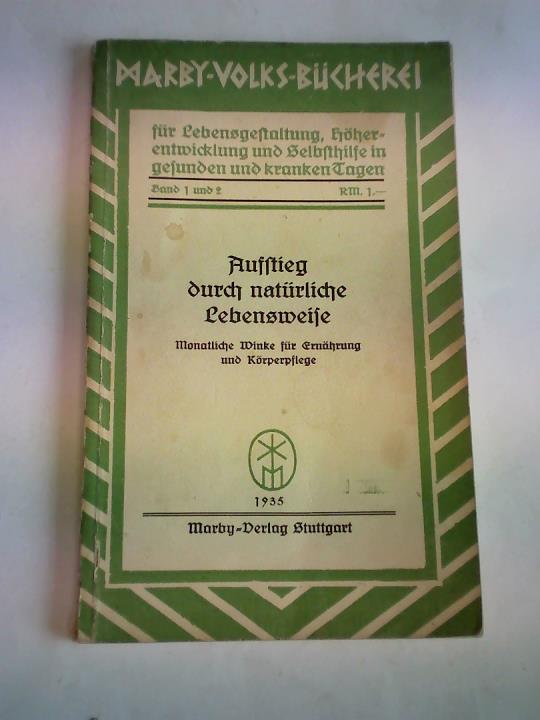 MARBY-VOLKS-BÜCHEREI
für Lebensgestaltung, Höher-
entwicklung und Selbsthilfe in
gesunden und kranken Tagen
Band 1 und 2 RM. 1,—
Aufstieg
durch natürliche
Lebensweise
Monatliche Winke für Ernährung
und Körperpflege
M
1935
Marby-Verlag Stuttgart